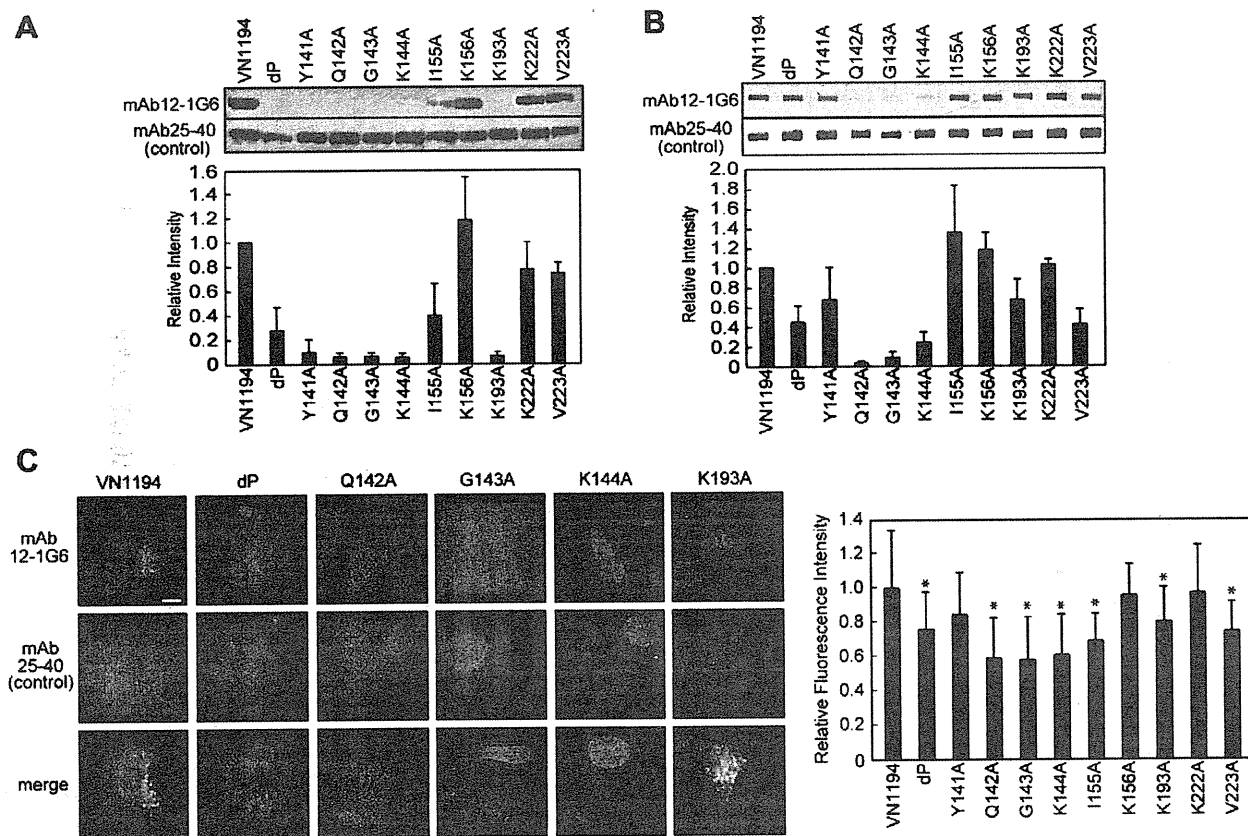 A
VN1194 dP Y141A Q142A G143A K144A I155A K156A K193A K222A V223A
mAb12-1G6
mAb25-40
(control)
Relative Intensity
1.6
1.4
1.2
1.0
0.8
0.6
0.4
0.2
0
VN1194 dP Y141A Q142A G143A K144A I155A K156A K193A K222A V223A
B
VN1194 dP Y141A Q142A G143A K144A I155A K156A K193A K222A V223A
mAb12-1G6
mAb25-40
(control)
Relative Intensity
2.0
1.8
1.6
1.4
1.2
1.0
0.8
0.6
0.4
0.2
0
VN1194 dP Y141A Q142A G143A K144A I155A K156A K193A K222A V223A
C
VN1194 dP Q142A G143A K144A K193A
mAb
12-1G6
mAb
25-40
(control)
merge
Relative Fluorescence Intensity
1.4
1.2
1.0
0.8
0.6
0.4
0.2
0
* * * * * * *
VN1194 dP Y141A Q142A G143A K144A I155A K156A K193A K222A V223A